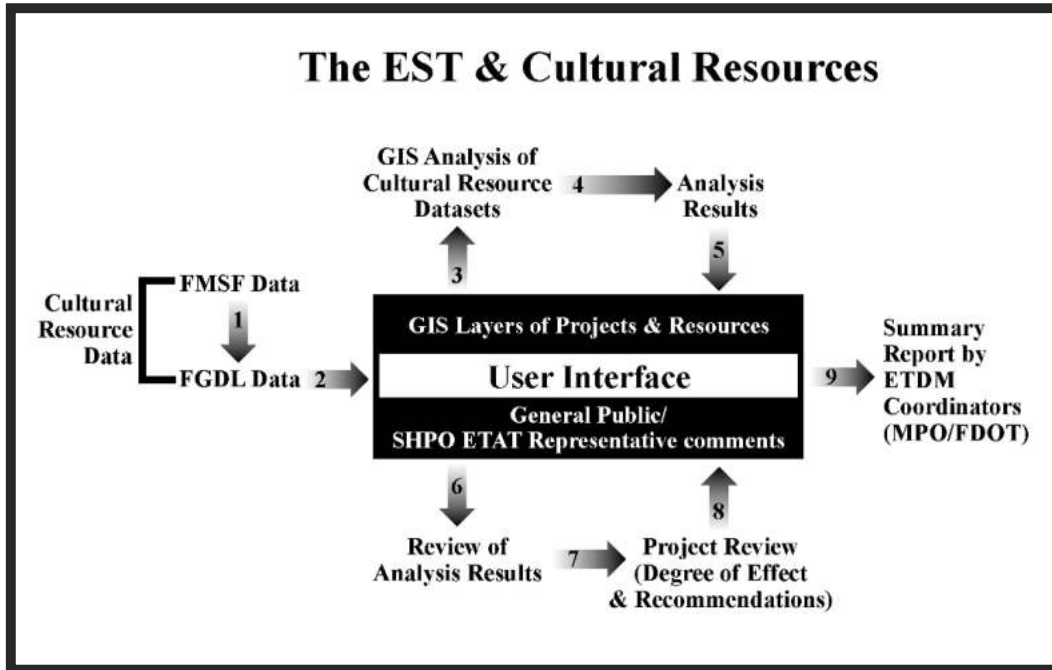 The EST & Cultural Resources
GIS Analysis of
Cultural Resource
Datasets
4
Analysis
Results
3
5
Cultural
Resource
Data
FMSF Data
1
FGDL Data
2
GIS Layers of Projects & Resources
User Interface
General Public/
SHPO ETAT Representative comments
9
Summary
Report by
ETDM
Coordinators
(MPO/FDOT)
6
8
Review of
Analysis Results
7
Project Review
(Degree of Effect
& Recommendations)